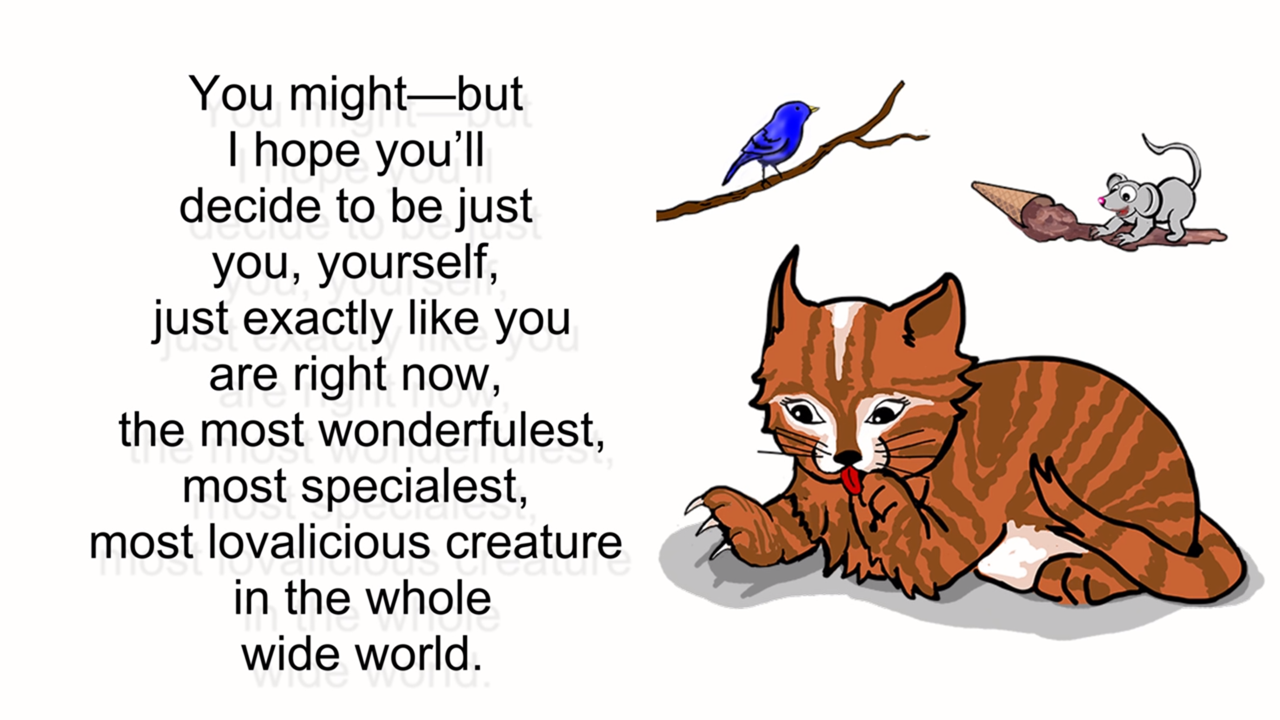 You might—but
I hope you’ll
decide to be just
you, yourself,
just exactly like you
are right now,
the most wonderfulest,
most specialest,
most lovalicious creature
in the whole
wide world.